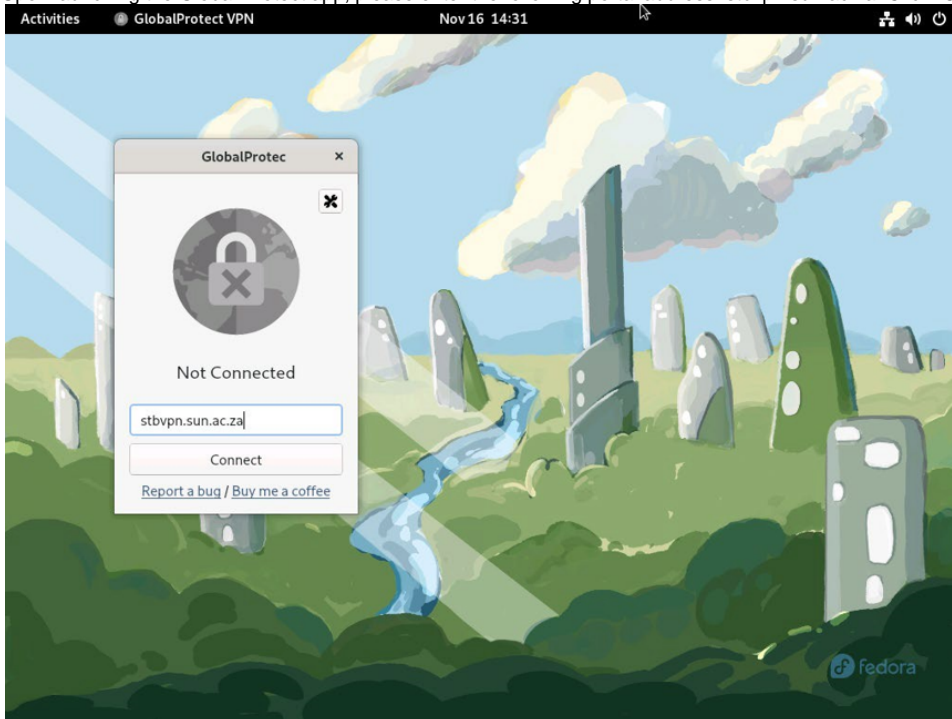 Activities GlobalProtect VPN Nov 16 14:31
GlobalProtec ×
Not Connected
stbvpn.sun.ac.za
Connect
Report a bug / Buy me a coffee
fedora